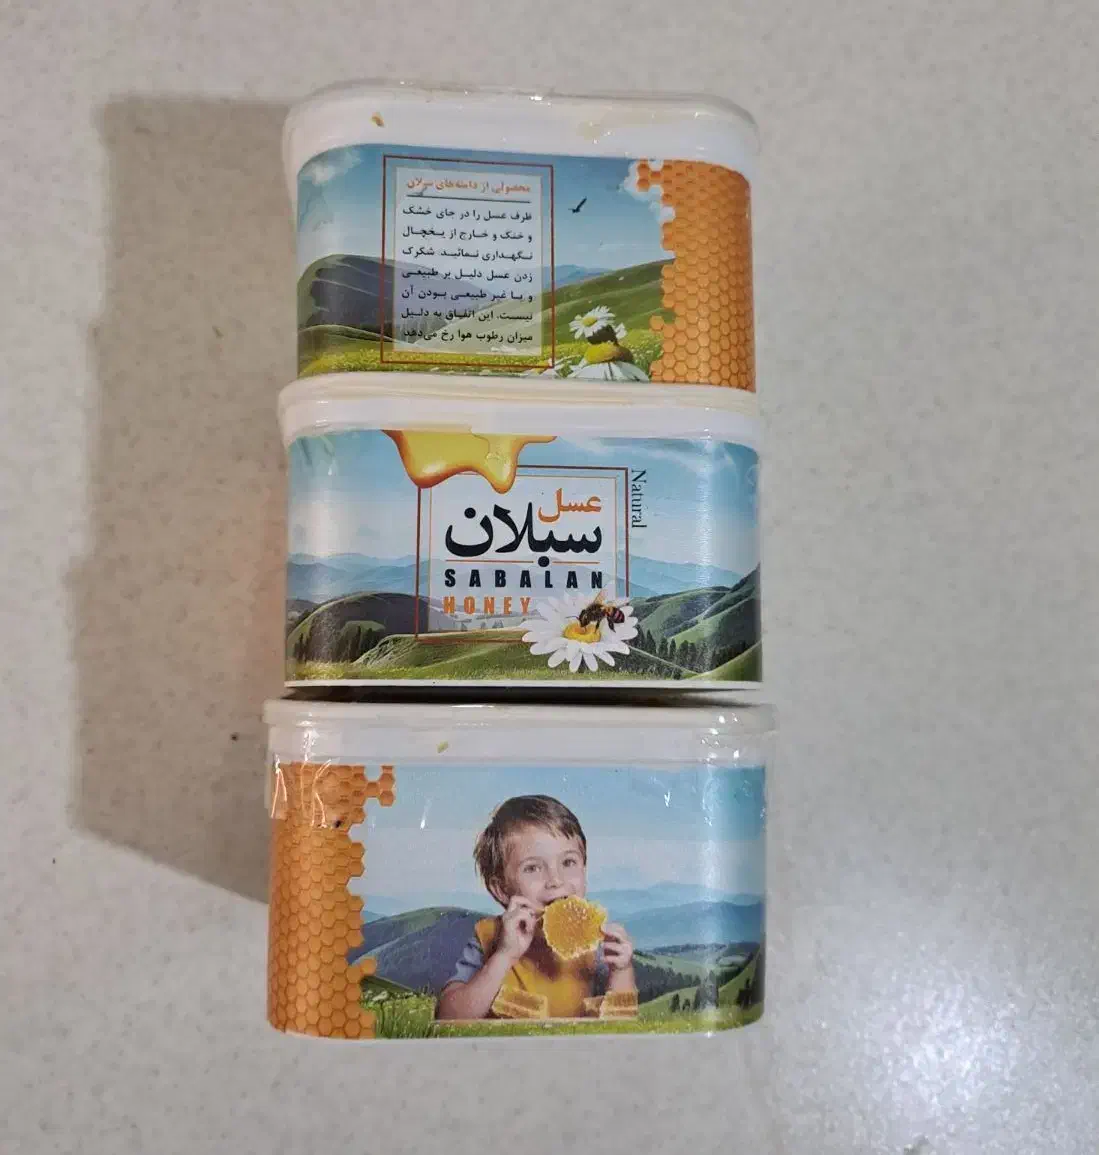 محصولی از دامنه‌های سبلان
ظرف عسل را در جای خشک
و خنک و خارج از یخچال
نگهداری نمائید. شکرک
زدن عسل دلیل بر طبیعی
و یا غیر طبیعی بودن آن
نیست. این اتفاق به دلیل
میزان رطوب هوا رخ می‌دهد
Natural
عسل
سبلان
SABALAN
HONEY